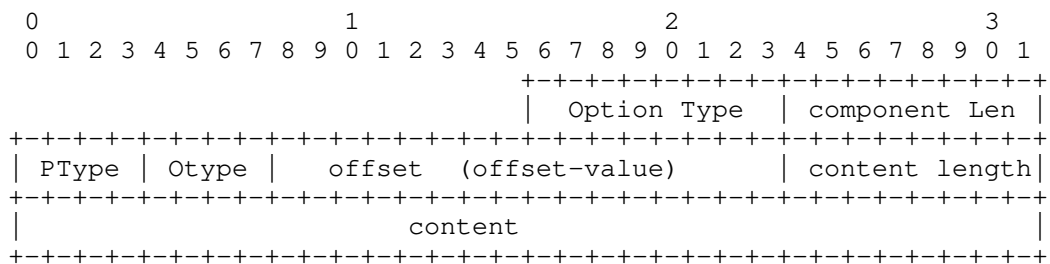 0                   1                   2                   3
 0 1 2 3 4 5 6 7 8 9 0 1 2 3 4 5 6 7 8 9 0 1 2 3 4 5 6 7 8 9 0 1
                                +-+-+-+-+-+-+-+-+-+-+-+-+-+-+-+-+
                                |  Option Type  | component Len |
+-+-+-+-+-+-+-+-+-+-+-+-+-+-+-+-+-+-+-+-+-+-+-+-+-+-+-+-+-+-+-+-+
| PType | Otype |   offset  (offset-value)      | content length|
+-+-+-+-+-+-+-+-+-+-+-+-+-+-+-+-+-+-+-+-+-+-+-+-+-+-+-+-+-+-+-+-+
|                        content                                |
+-+-+-+-+-+-+-+-+-+-+-+-+-+-+-+-+-+-+-+-+-+-+-+-+-+-+-+-+-+-+-+-+